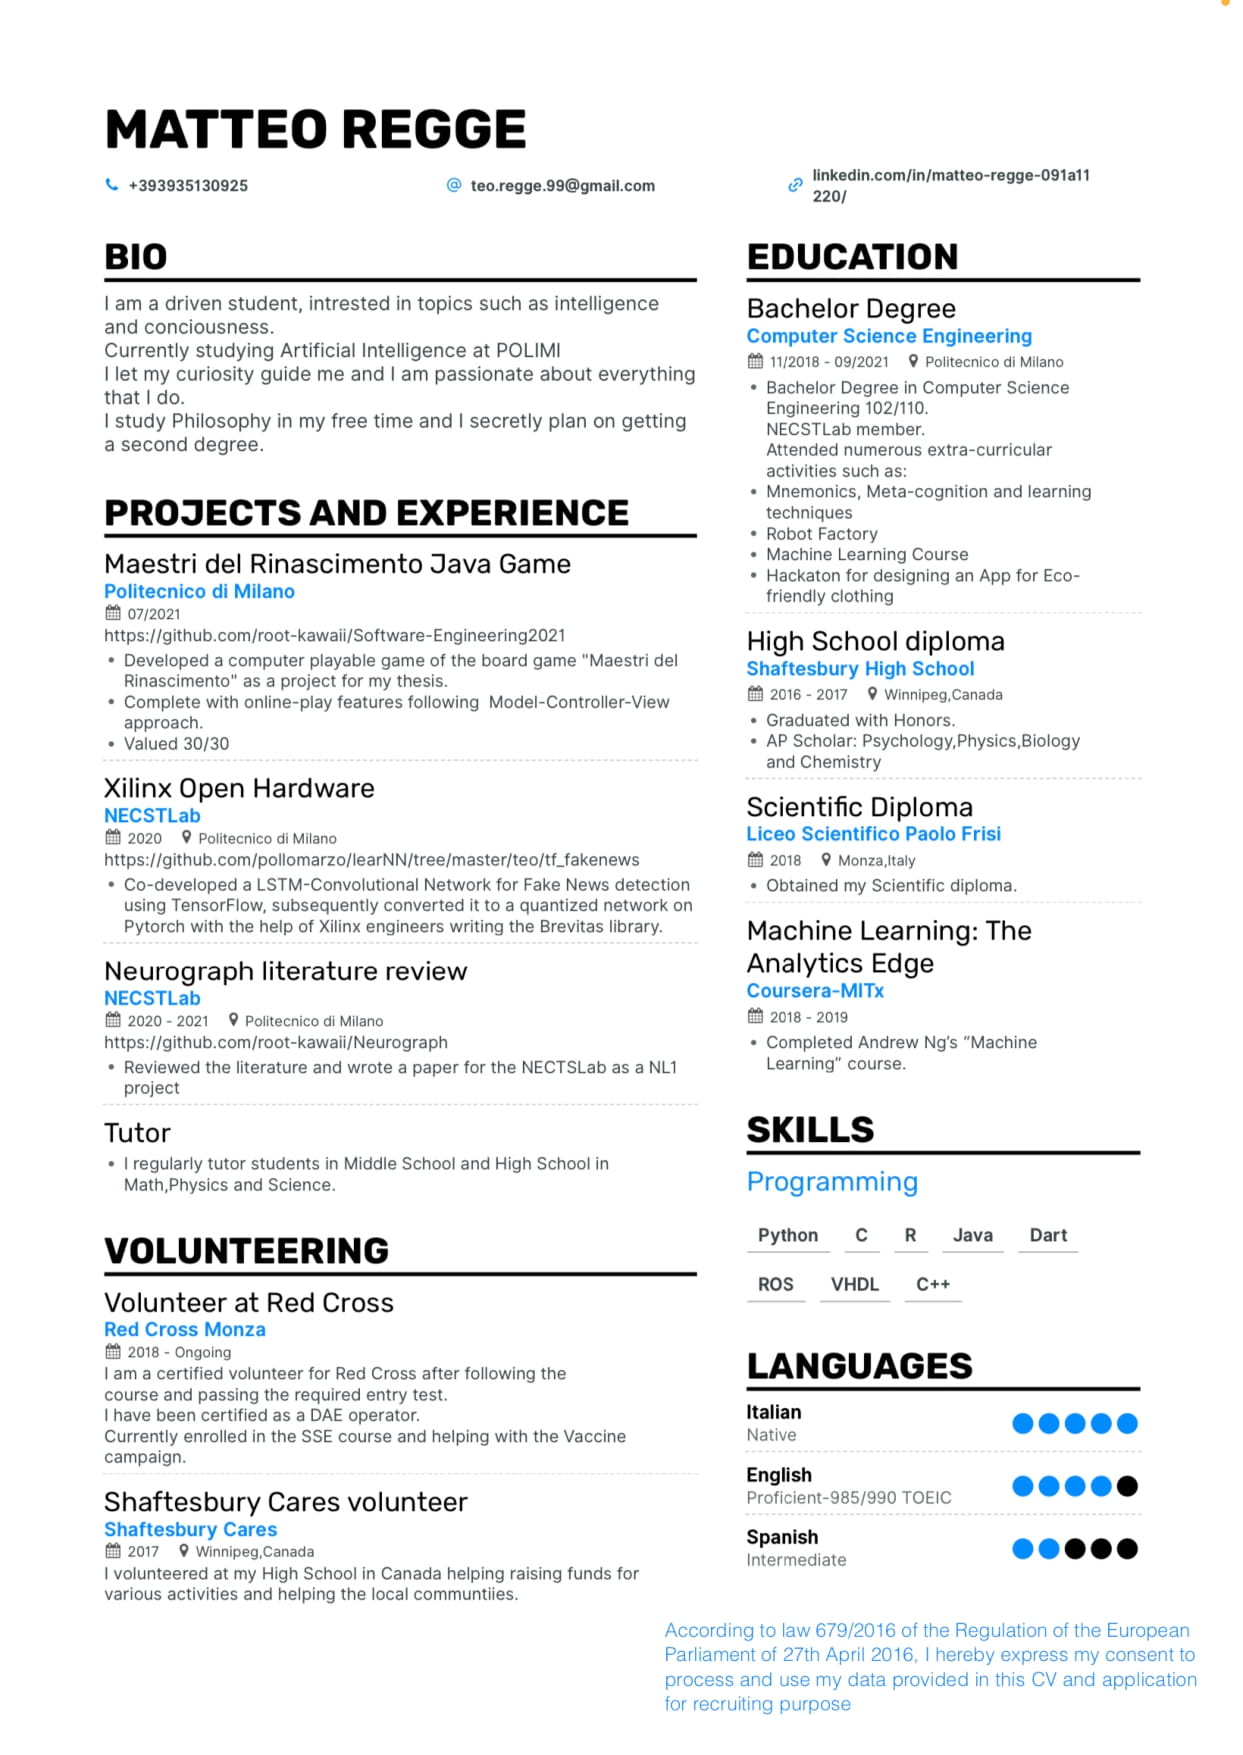 MATTEO REGGE
+393935130925
teo.regge.99@gmail.com
linkedin.com/in/matteo-regge-091a11
220/
BIO
I am a driven student, intrested in topics such as intelligence
and conciousness.
Currently studying Artificial Intelligence at POLIMI
I let my curiosity guide me and I am passionate about everything
that I do.
I study Philosophy in my free time and I secretly plan on getting
a second degree.
PROJECTS AND EXPERIENCE
Maestri del Rinascimento Java Game
Politecnico di Milano
07/2021
https://github.com/root-kawaii/Software-Engineering2021
• Developed a computer playable game of the board game "Maestri del
Rinascimento" as a project for my thesis.
• Complete with online-play features following  Model-Controller-View
approach.
• Valued 30/30
Xilinx Open Hardware
NECSTLab
2020 Politecnico di Milano
https://github.com/pollomarzo/learNN/tree/master/teo/tf_fakenews
• Co-developed a LSTM-Convolutional Network for Fake News detection
using TensorFlow, subsequently converted it to a quantized network on
Pytorch with the help of Xilinx engineers writing the Brevitas library.
Neurograph literature review
NECSTLab
2020 - 2021 Politecnico di Milano
https://github.com/root-kawaii/Neurograph
• Reviewed the literature and wrote a paper for the NECTSLab as a NL1
project
Tutor
• I regularly tutor students in Middle School and High School in
Math,Physics and Science.
VOLUNTEERING
Volunteer at Red Cross
Red Cross Monza
2018 - Ongoing
I am a certified volunteer for Red Cross after following the
course and passing the required entry test.
I have been certified as a DAE operator.
Currently enrolled in the SSE course and helping with the Vaccine
campaign.
Shaftesbury Cares volunteer
Shaftesbury Cares
2017 Winnipeg,Canada
I volunteered at my High School in Canada helping raising funds for
various activities and helping the local communtiies.
EDUCATION
Bachelor Degree
Computer Science Engineering
11/2018 - 09/2021 Politecnico di Milano
• Bachelor Degree in Computer Science
Engineering 102/110.
NECSTLab member.
Attended numerous extra-curricular
activities such as:
• Mnemonics, Meta-cognition and learning
techniques
• Robot Factory
• Machine Learning Course
• Hackaton for designing an App for Eco-
friendly clothing
High School diploma
Shaftesbury High School
2016 - 2017 Winnipeg,Canada
• Graduated with Honors.
• AP Scholar: Psychology,Physics,Biology
and Chemistry
Scientific Diploma
Liceo Scientifico Paolo Frisi
2018 Monza,Italy
• Obtained my Scientific diploma.
Machine Learning: The
Analytics Edge
Coursera-MITx
2018 - 2019
• Completed Andrew Ng's “Machine
Learning” course.
SKILLS
Programming
Python C R Java Dart
ROS VHDL C++
LANGUAGES
Italian
Native
English
Proficient-985/990 TOEIC
Spanish
Intermediate
According to law 679/2016 of the Regulation of the European
Parliament of 27th April 2016, I hereby express my consent to
process and use my data provided in this CV and application
for recruiting purpose